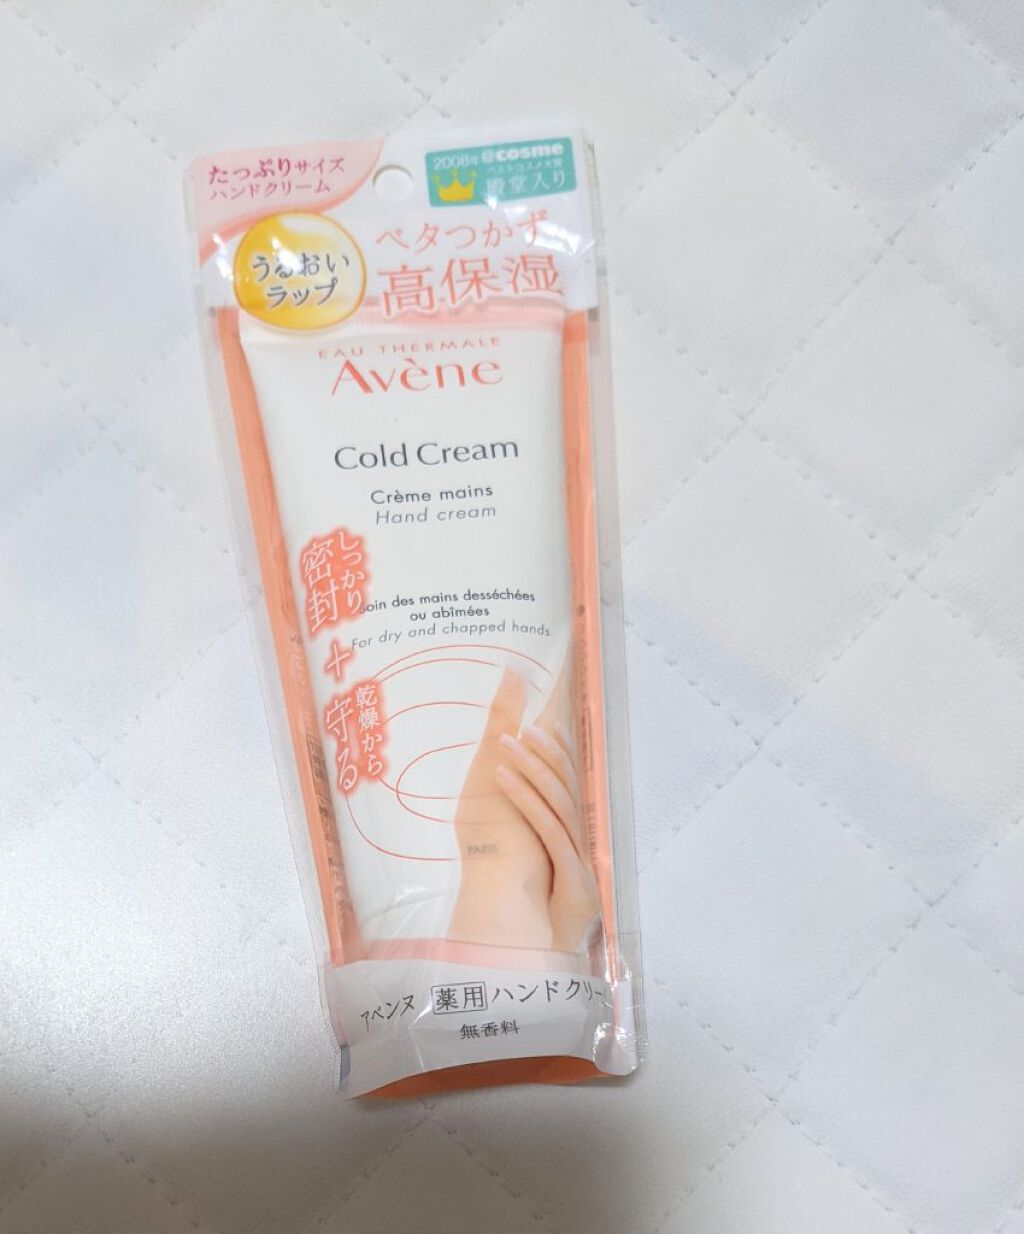 たっぷりサイズ
ハンドクリーム
2008年 @cosme
ベストコスメ大賞
殿堂入り
うるおい
ラップ
ベタつかず
高保湿
EAU THERMALE
Avène
Cold Cream
Crème mains
Hand cream
しっかり
密封
+
乾燥から
守る
Soin des mains desséchées
ou abîmées
For dry and chapped hands
アベンヌ 薬用 ハンドクリーム
無香料